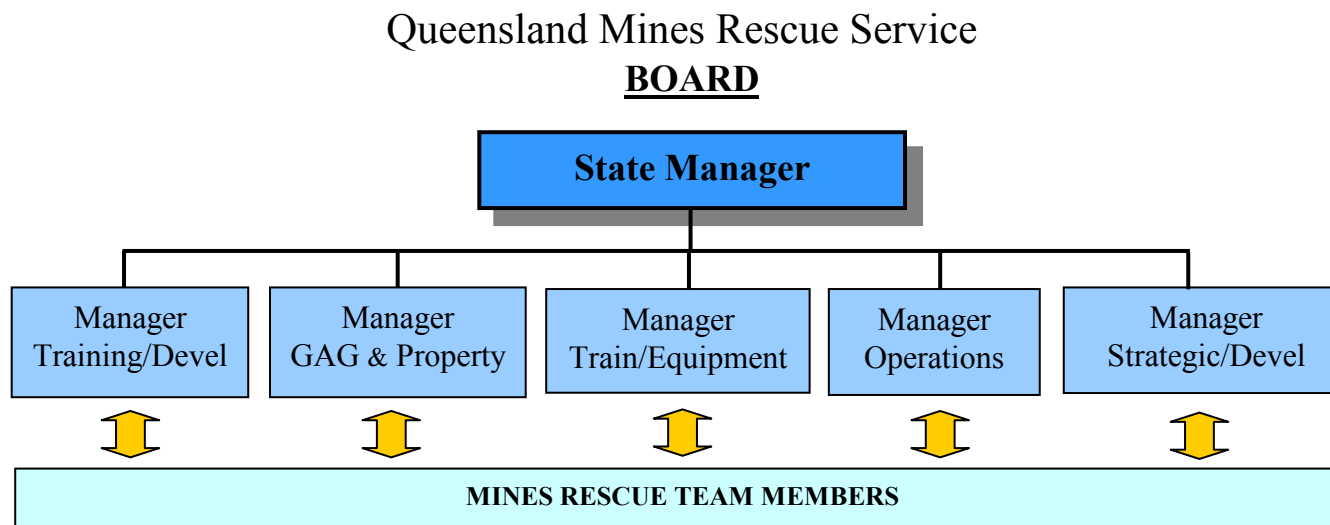 Queensland Mines Rescue Service
BOARD
State Manager
Manager
Training/Devel
Manager
GAG & Property
Manager
Train/Equipment
Manager
Operations
Manager
Strategic/Devel
MINES RESCUE TEAM MEMBERS